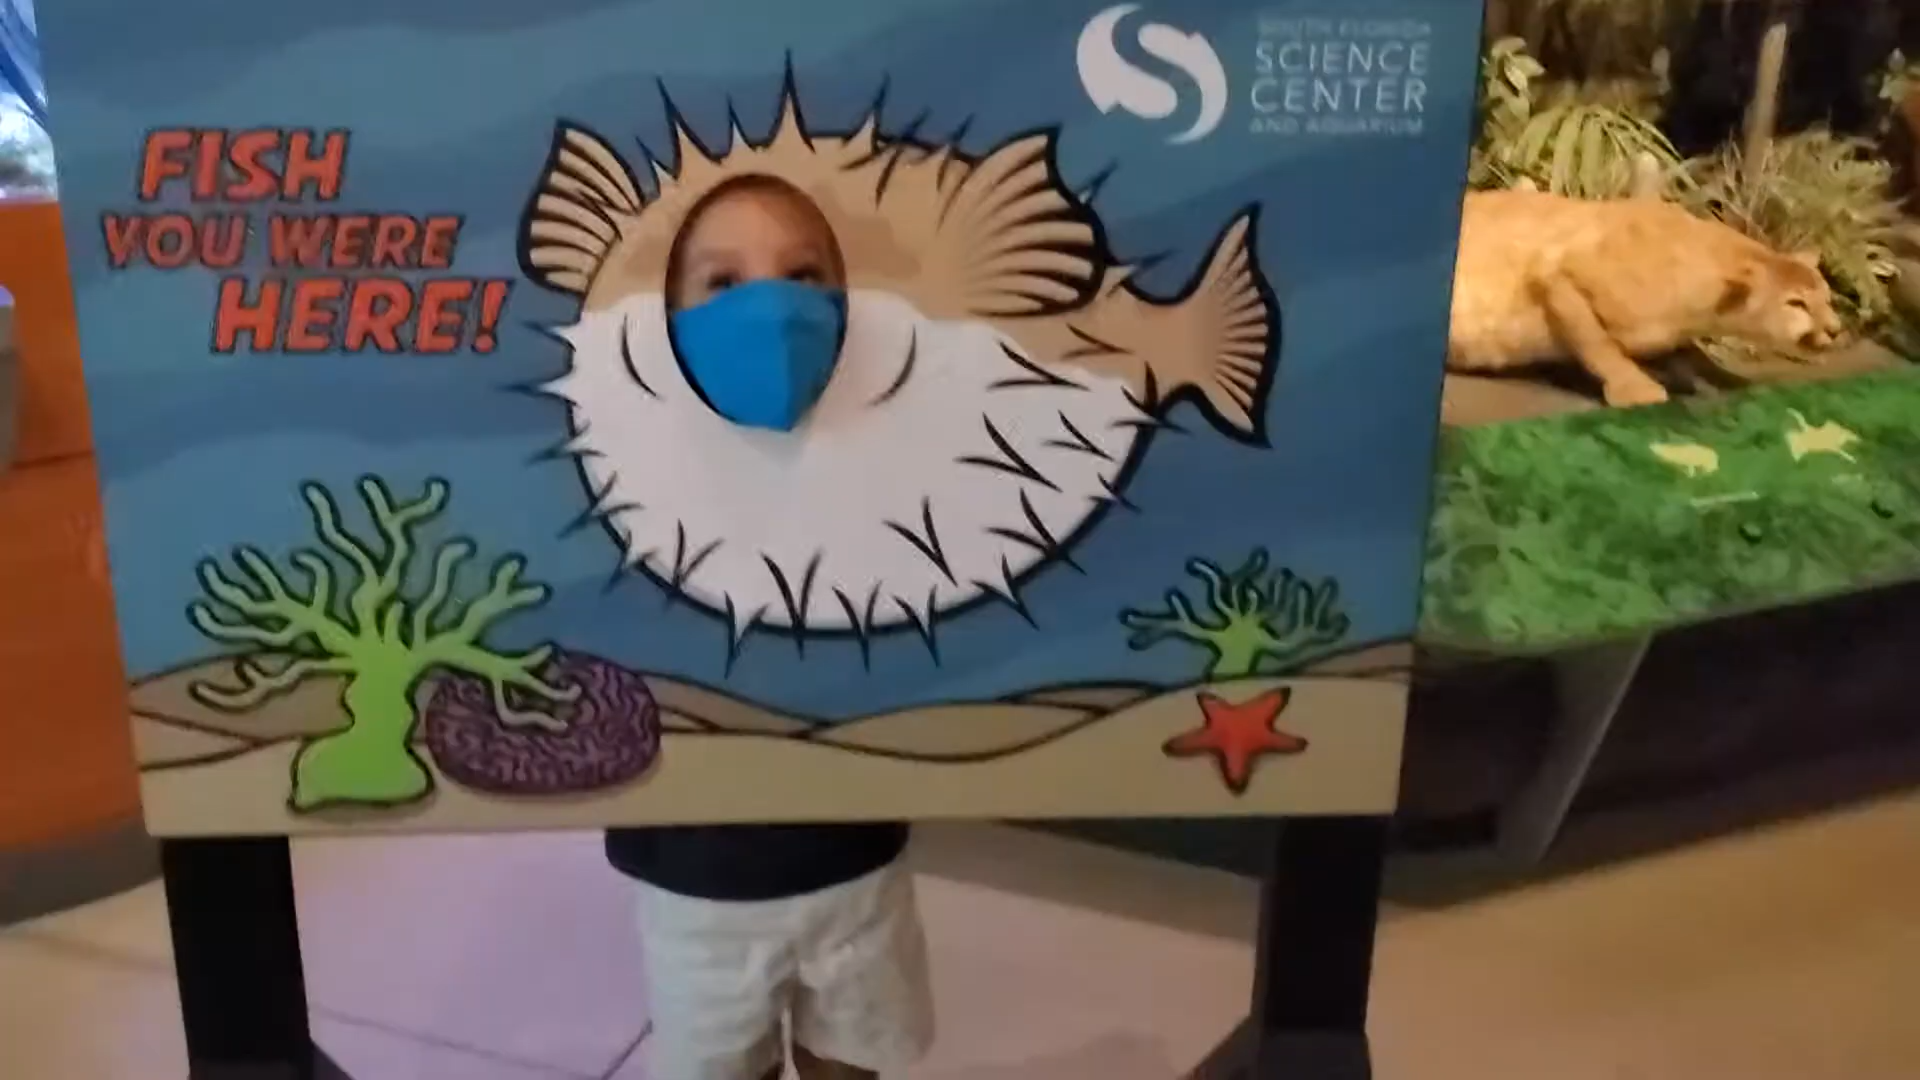 FISH
YOU WERE
HERE!
SOUTH FLORIDA
SCIENCE
CENTER
AND AQUARIUM